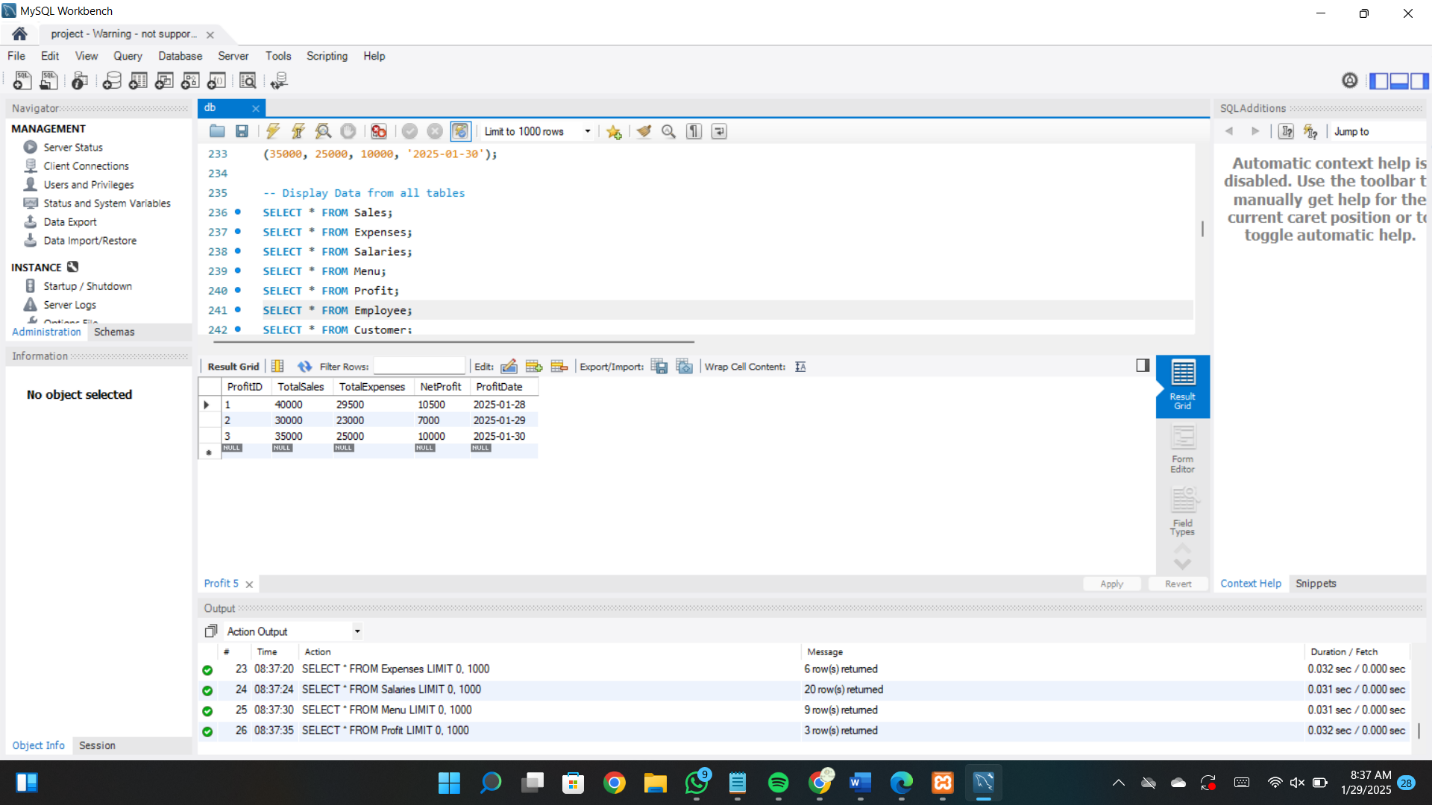 MySQL Workbench
project - Warning - not suppor...
File Edit View Query Database Server Tools Scripting Help
Navigator
MANAGEMENT
Server Status
Client Connections
Users and Privileges
Status and System Variables
Data Export
Data Import/Restore
INSTANCE
Startup / Shutdown
Server Logs
Options File
Administration Schemas
Information
No object selected
Object Info Session
db
Limit to 1000 rows
233 (35000, 25000, 10000, '2025-01-30');
234
235 -- Display Data from all tables
236 SELECT * FROM Sales;
237 SELECT * FROM Expenses;
238 SELECT * FROM Salaries;
239 SELECT * FROM Menu;
240 SELECT * FROM Profit;
241 SELECT * FROM Employee;
242 SELECT * FROM Customer;
Result Grid Filter Rows: Edit: Export/Import: Wrap Cell Content:
ProfitID TotalSales TotalExpenses NetProfit ProfitDate
1 40000 29500 10500 2025-01-28
2 30000 23000 7000 2025-01-29
3 35000 25000 10000 2025-01-30
NULL NULL NULL NULL NULL
Result
Grid
Form
Editor
Field
Types
Profit 5
Apply Revert
SQLAdditions
Jump to
Automatic context help is
disabled. Use the toolbar t
manually get help for the
current caret position or to
toggle automatic help.
Context Help Snippets
Output
Action Output
# Time Action Message Duration / Fetch
23 08:37:20 SELECT * FROM Expenses LIMIT 0, 1000 6 row(s) returned 0.032 sec / 0.000 sec
24 08:37:24 SELECT * FROM Salaries LIMIT 0, 1000 20 row(s) returned 0.031 sec / 0.000 sec
25 08:37:30 SELECT * FROM Menu LIMIT 0, 1000 9 row(s) returned 0.031 sec / 0.000 sec
26 08:37:35 SELECT * FROM Profit LIMIT 0, 1000 3 row(s) returned 0.032 sec / 0.000 sec
9
8:37 AM
1/29/2025
28